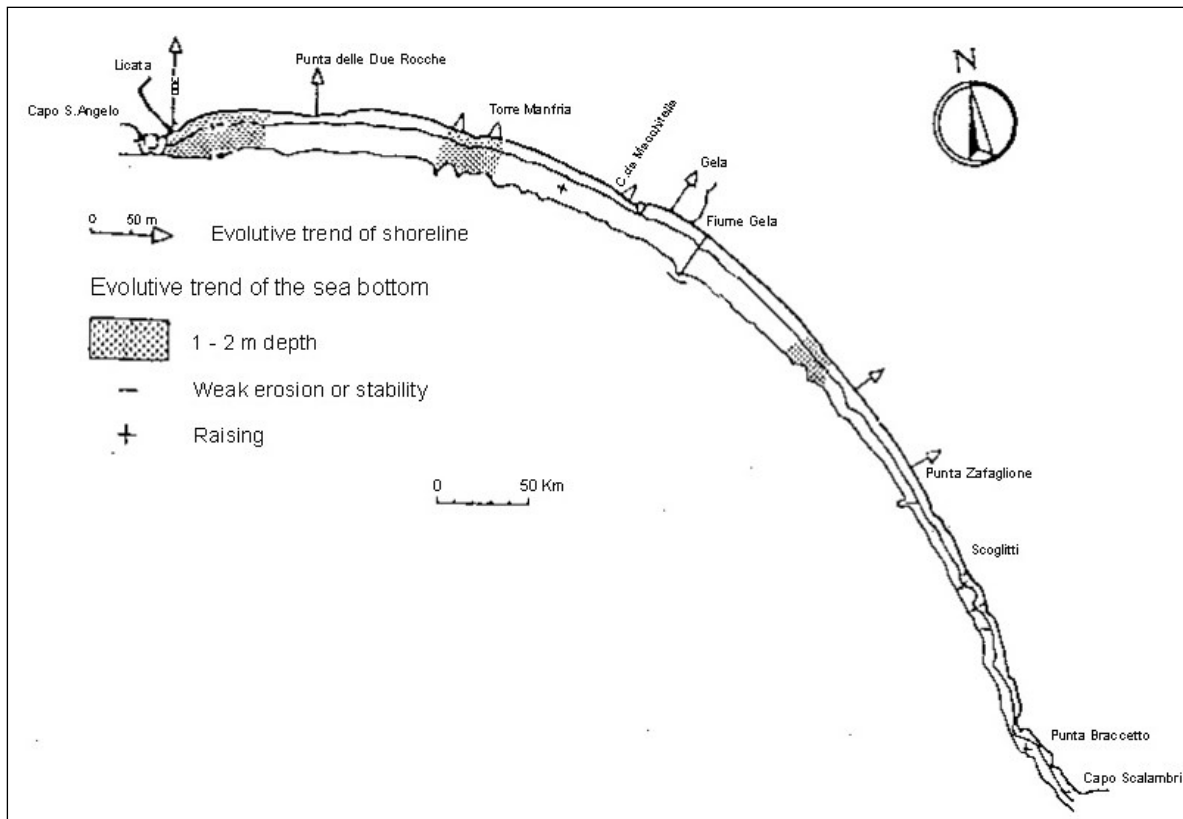 N
Licata
Punta delle Due Rocche
Capo S.Angelo
Torre Manfria
C.da Macchitella
Gela
Fiume Gela
0 50 m
Evolutive trend of shoreline
Evolutive trend of the sea bottom
1 - 2 m depth
Weak erosion or stability
Raising
0 50 Km
Punta Zafaglione
Scoglitti
Punta Braccetto
Capo Scalambri